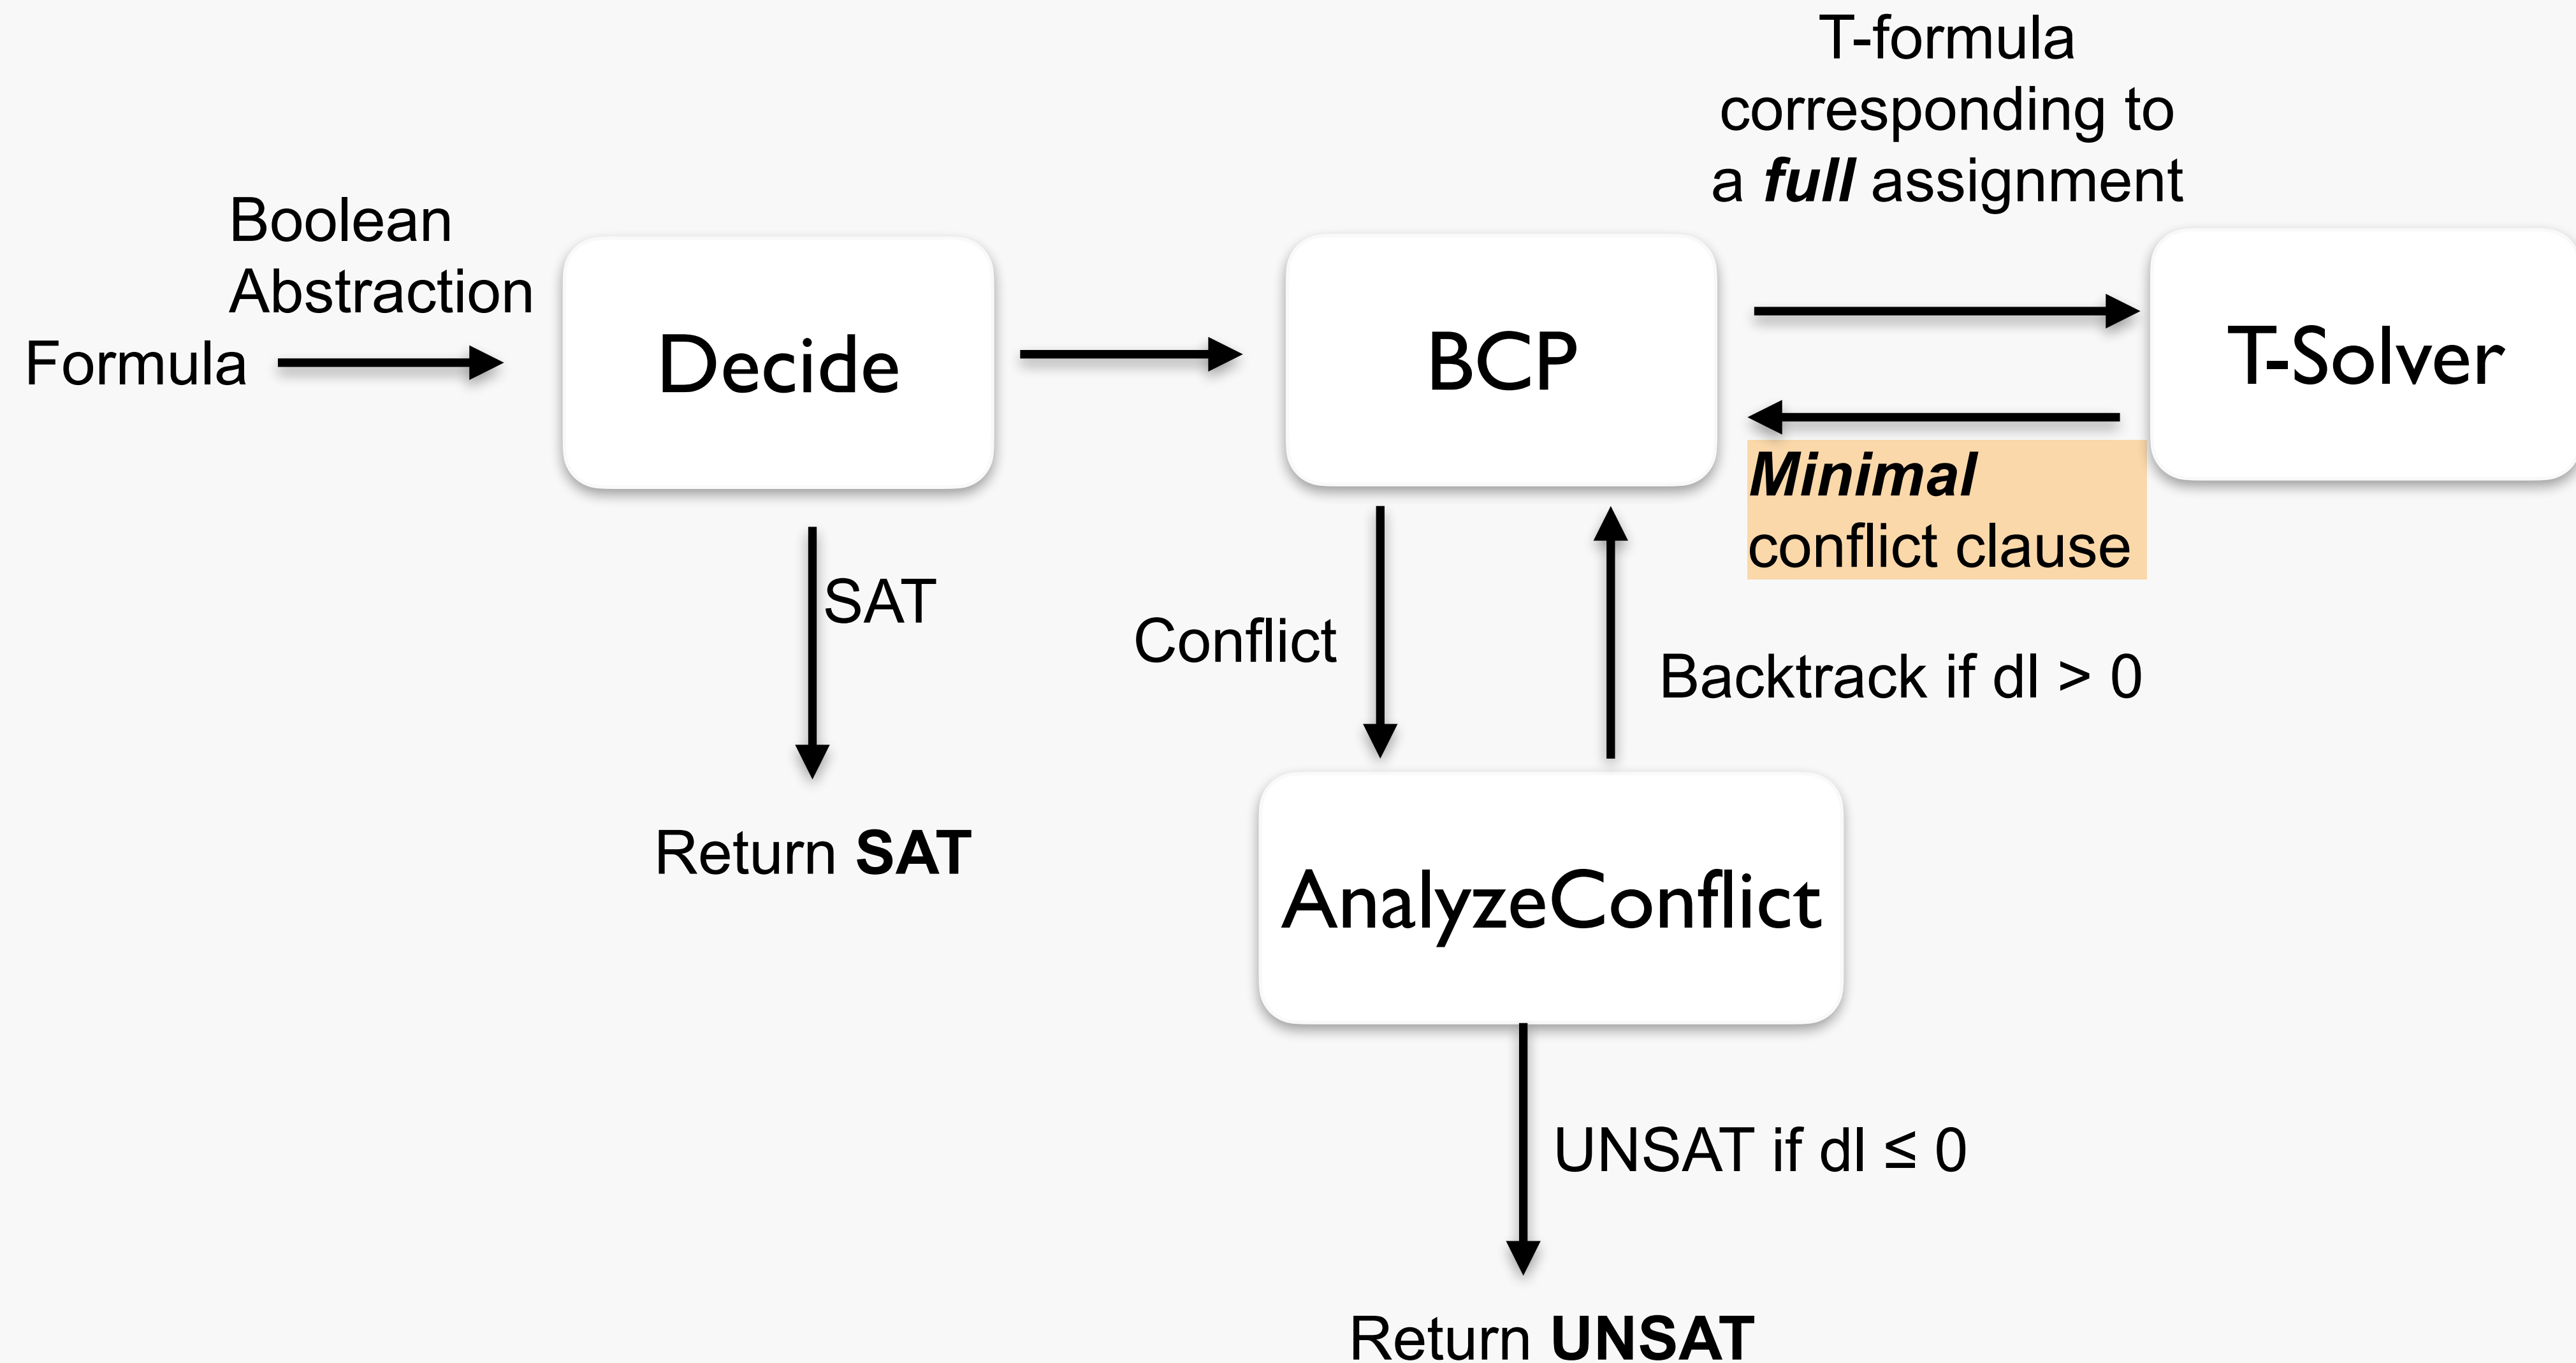 T-formula
corresponding to
a full assignment
Boolean
Abstraction
Formula
Decide
BCP
T-Solver
Minimal
conflict clause
SAT
Conflict
Backtrack if dl > 0
Return SAT
AnalyzeConflict
UNSAT if dl ≤ 0
Return UNSAT